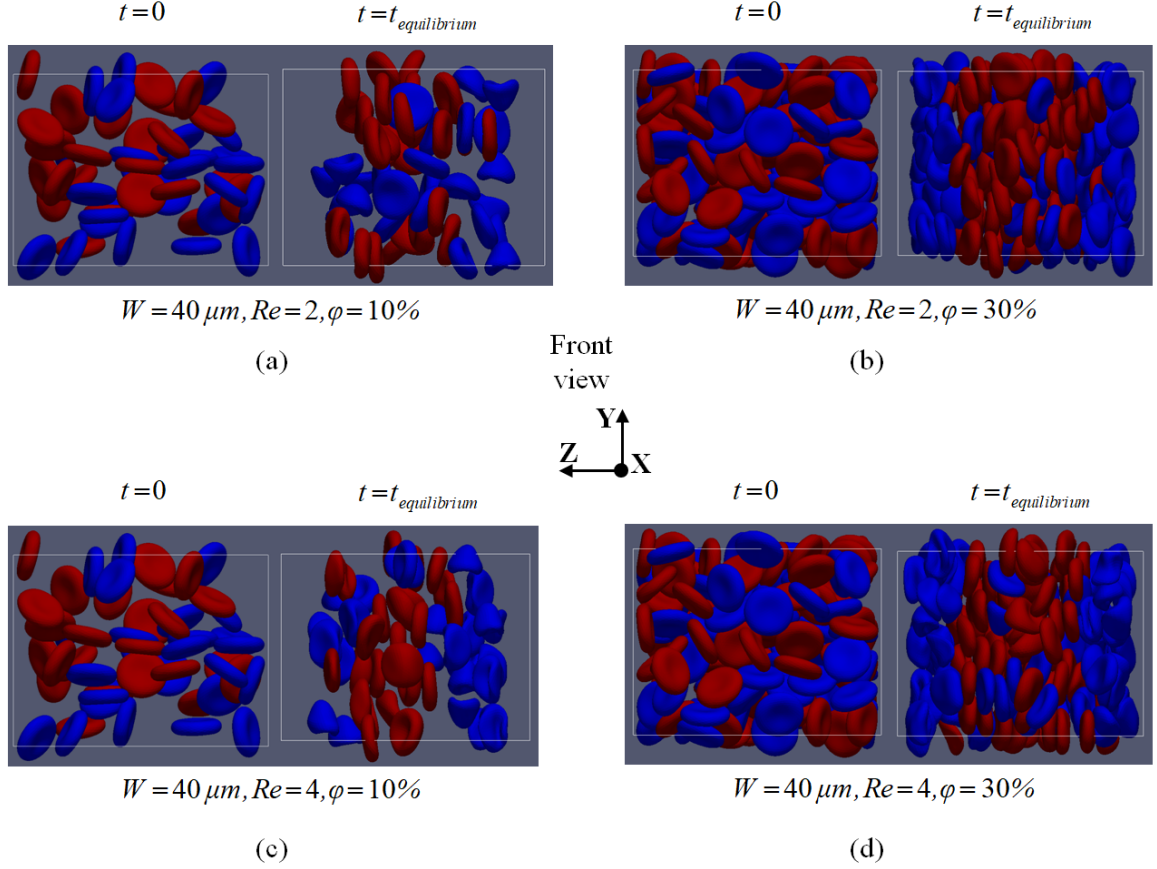 t=0 t=t_equilibrium t=0 t=t_equilibrium
W=40 μm, Re=2, φ=10% W=40 μm, Re=2, φ=30%
(a) (b)
Front
view
Y
Z X
t=0 t=t_equilibrium t=0 t=t_equilibrium
W=40 μm, Re=4, φ=10% W=40 μm, Re=4, φ=30%
(c) (d)